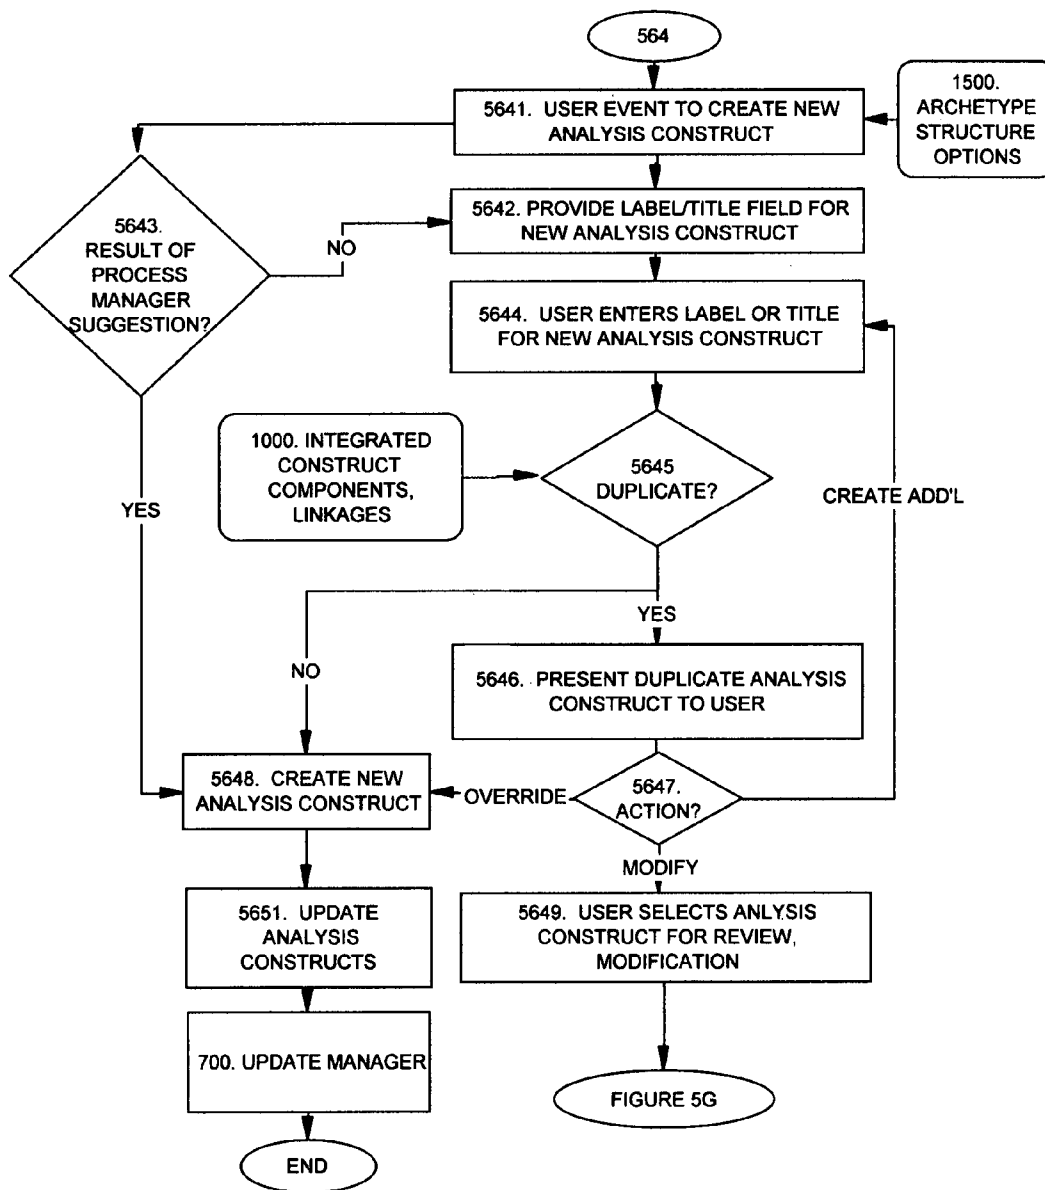 564
5641. USER EVENT TO CREATE NEW
ANALYSIS CONSTRUCT
1500.
ARCHETYPE
STRUCTURE
OPTIONS
5643.
RESULT OF
PROCESS
MANAGER
SUGGESTION?
NO
5642. PROVIDE LABEL/TITLE FIELD FOR
NEW ANALYSIS CONSTRUCT
5644. USER ENTERS LABEL OR TITLE
FOR NEW ANALYSIS CONSTRUCT
1000. INTEGRATED
CONSTRUCT
COMPONENTS,
LINKAGES
5645
DUPLICATE?
CREATE ADD'L
YES
YES
NO
5646. PRESENT DUPLICATE ANALYSIS
CONSTRUCT TO USER
5648. CREATE NEW
ANALYSIS CONSTRUCT
OVERRIDE
5647.
ACTION?
MODIFY
5651. UPDATE
ANALYSIS
CONSTRUCTS
5649. USER SELECTS ANLYSIS
CONSTRUCT FOR REVIEW,
MODIFICATION
700. UPDATE MANAGER
FIGURE 5G
END